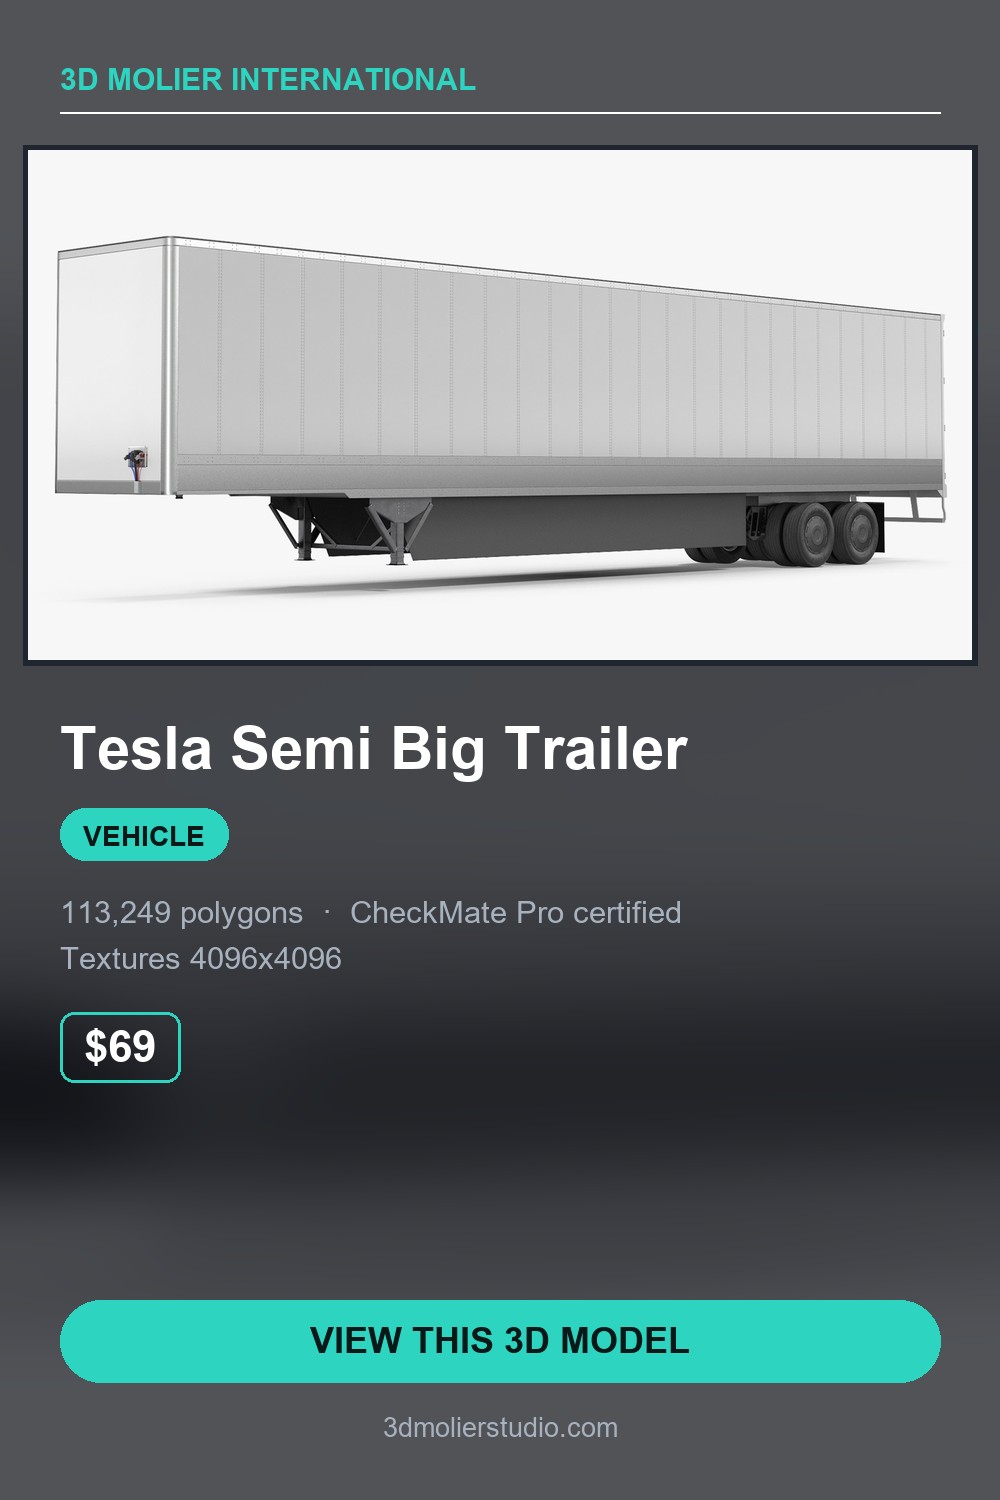 3D MOLIER INTERNATIONAL
Tesla Semi Big Trailer
VEHICLE
113,249 polygons · CheckMate Pro certified
Textures 4096x4096
$69
VIEW THIS 3D MODEL
3dmolierstudio.com